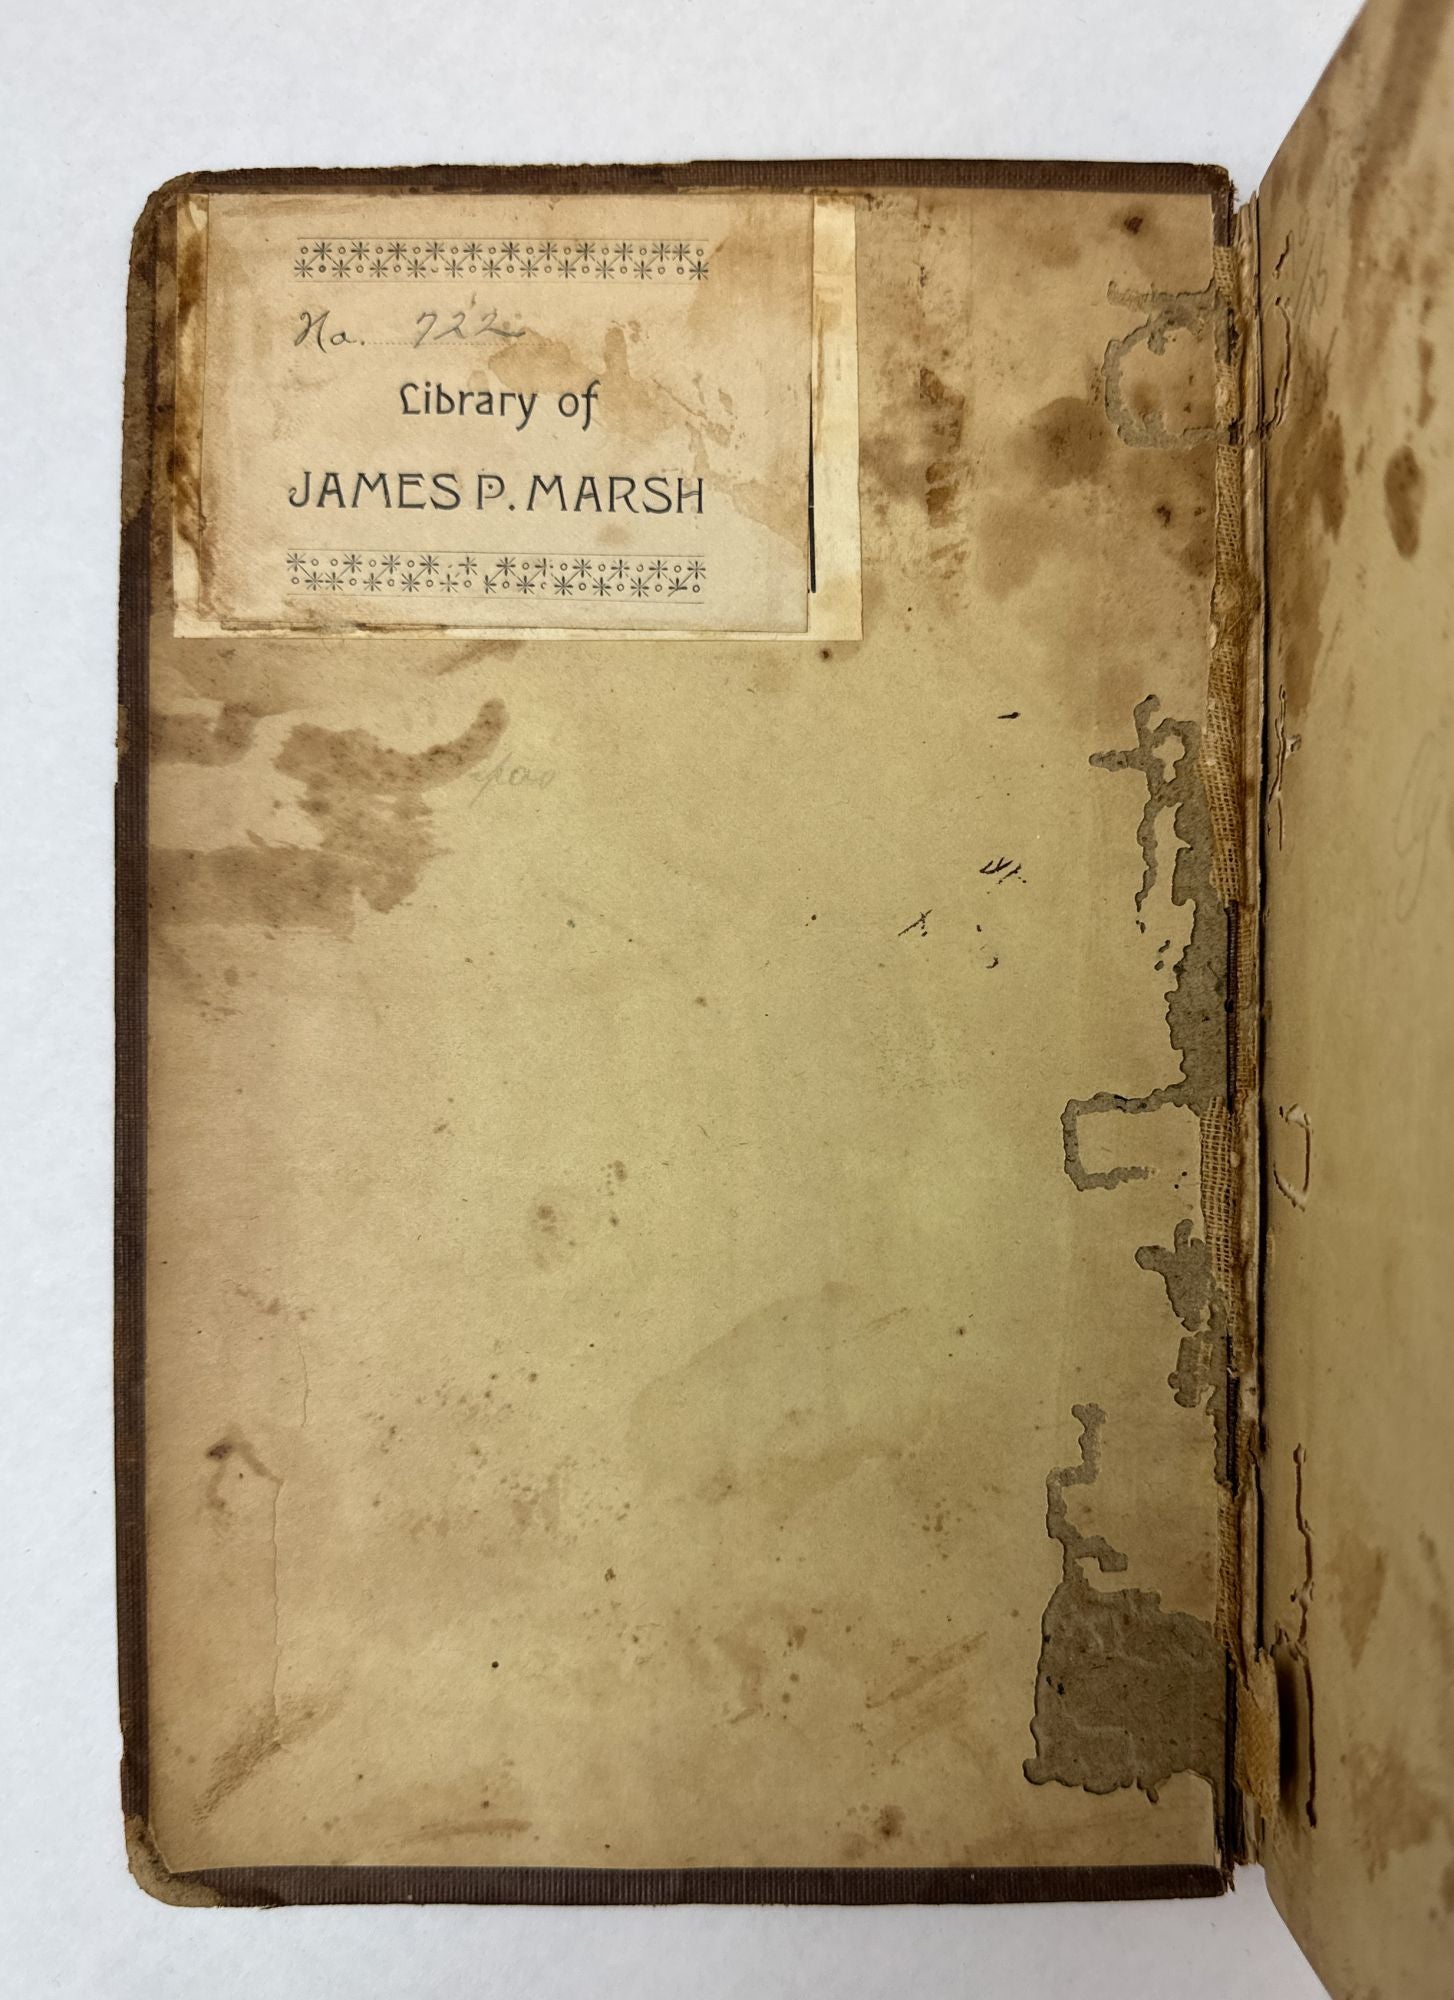 No. 722
Library of
JAMES P. MARSH